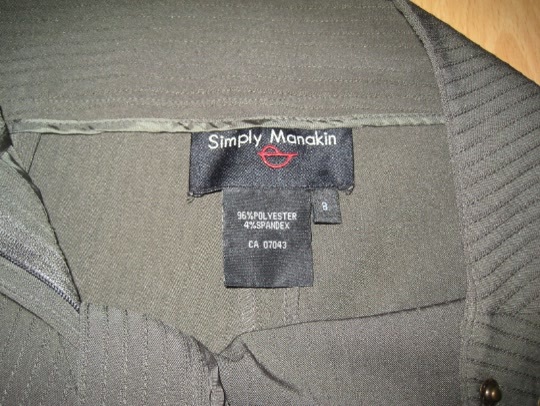 Simply Manakin
8
96%POLYESTER
4%SPANDEX
CA 07043